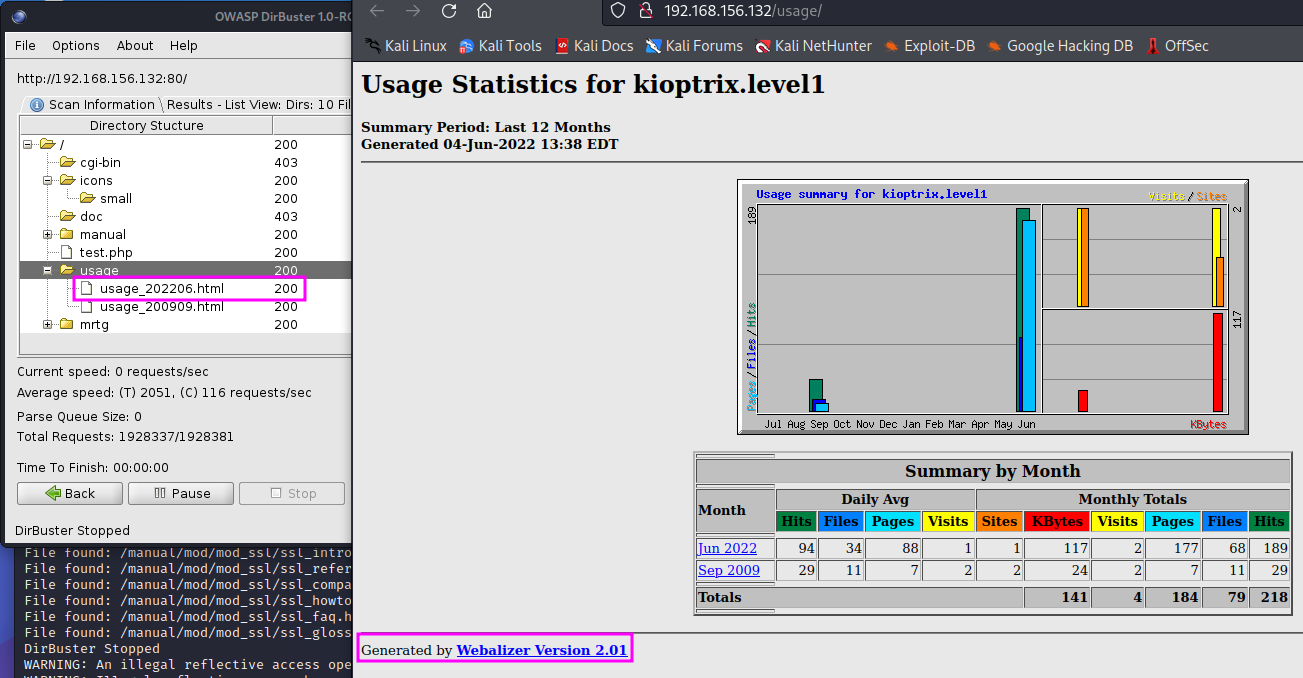 OWASP DirBuster 1.0-RC
File Options About Help
http://192.168.156.132:80/
Scan Information Results - List View: Dirs: 10 Fil
Directory Stucture
/ 200
cgi-bin 403
icons 200
small 200
doc 403
manual 200
test.php 200
usage 200
usage_202206.html 200
usage_200909.html 200
mrtg 200
Current speed: 0 requests/sec
Average speed: (T) 2051, (C) 116 requests/sec
Parse Queue Size: 0
Total Requests: 1928337/1928381
Time To Finish: 00:00:00
Back Pause Stop
DirBuster Stopped
File found: /manual/mod/mod_ssl/ssl_intro
File found: /manual/mod/mod_ssl/ssl_refer
File found: /manual/mod/mod_ssl/ssl_compa
File found: /manual/mod/mod_ssl/ssl_howto
File found: /manual/mod/mod_ssl/ssl_faq.h
File found: /manual/mod/mod_ssl/ssl_gloss
DirBuster Stopped
WARNING: An illegal reflective access ope
192.168.156.132/usage/
Kali Linux Kali Tools Kali Docs Kali Forums Kali NetHunter Exploit-DB Google Hacking DB OffSec
Usage Statistics for kioptrix.level1
Summary Period: Last 12 Months
Generated 04-Jun-2022 13:38 EDT
Usage summary for kioptrix.level1
Visits / Sites
189
2
Pages / Files / Hits
117
Jul Aug Sep Oct Nov Dec Jan Feb Mar Apr May Jun
KBytes
Summary by Month
Month Daily Avg Monthly Totals
Hits Files Pages Visits Sites KBytes Visits Pages Files Hits
Jun 2022 94 34 88 1 1 117 2 177 68 189
Sep 2009 29 11 7 2 2 24 2 7 11 29
Totals 141 4 184 79 218
Generated by Webalizer Version 2.01